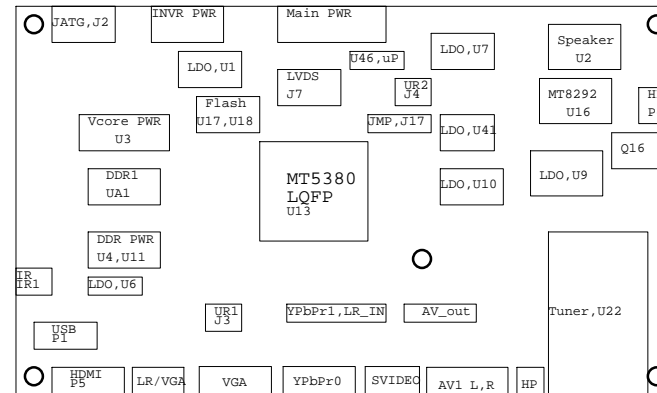 JATG,J2
INVR PWR
Main PWR
Speaker
U2
LDO,U1
LVDS
J7
U46,uP
LDO,U7
UR2
J4
MT8292
U16
H
P
Flash
U17,U18
Vcore PWR
U3
JMP,J17
LDO,U41
Q16
DDR1
UA1
MT5380
LQFP
U13
LDO,U10
LDO,U9
DDR PWR
U4,U11
IR
IR1
LDO,U6
UR1
J3
YPbPr1,LR_IN
AV_out
Tuner,U22
USB
P1
HDMI
P5
LR/VGA
VGA
YPbPr0
SVIDEO
AV1 L,R
HP